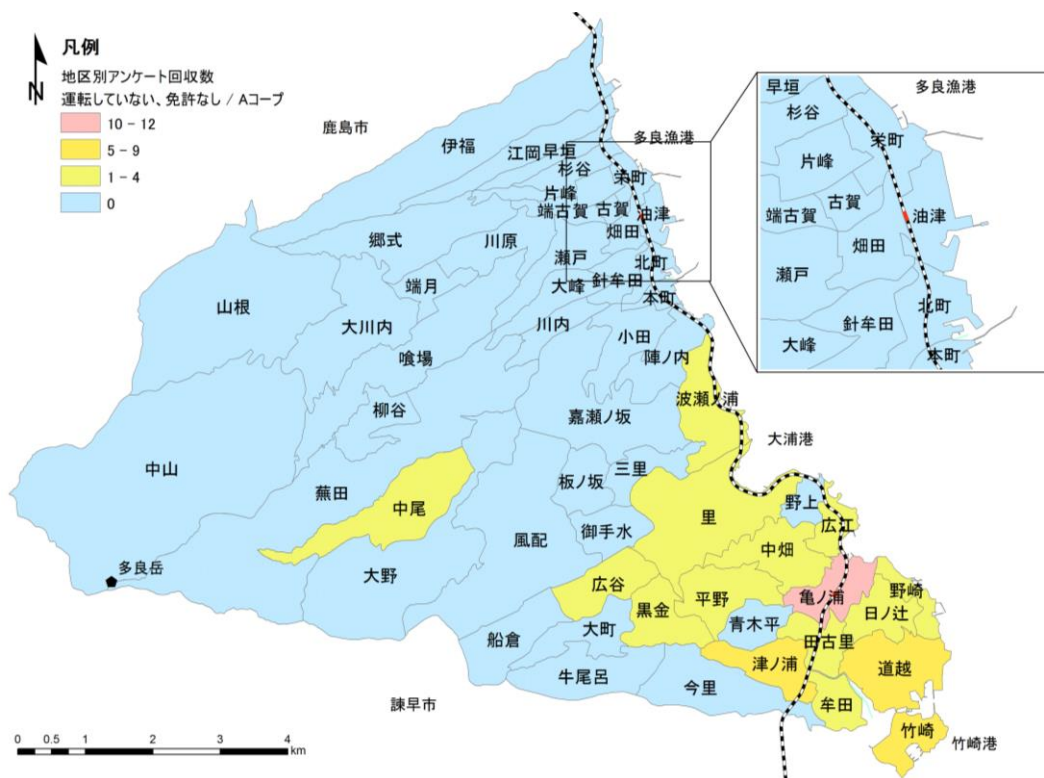 凡例
地区別アンケート回収数
運転していない、免許なし / Aコープ
10 - 12
5 - 9
1 - 4
0
N
鹿島市
多良漁港
伊福
江岡
早垣
杉谷
栄町
片峰
端古賀
古賀
油津
畑田
郷式
川原
瀬戸
北町
端月
大峰
針牟田
本町
山根
大川内
川内
小田
喰場
陣ノ内
柳谷
波瀬ノ浦
嘉瀬ノ坂
大浦港
中山
三里
板ノ坂
蕪田
中尾
里
野上
広江
御手水
風配
中畑
多良岳
大野
広谷
黒金
平野
亀ノ浦
野崎
日ノ辻
青木平
船倉
大町
田古里
津ノ浦
道越
牛尾呂
今里
牟田
諫早市
竹崎
竹崎港
早垣
多良漁港
杉谷
栄町
片峰
古賀
端古賀
油津
畑田
瀬戸
北町
針牟田
大峰
本町
0 0.5 1 2 3 4
km